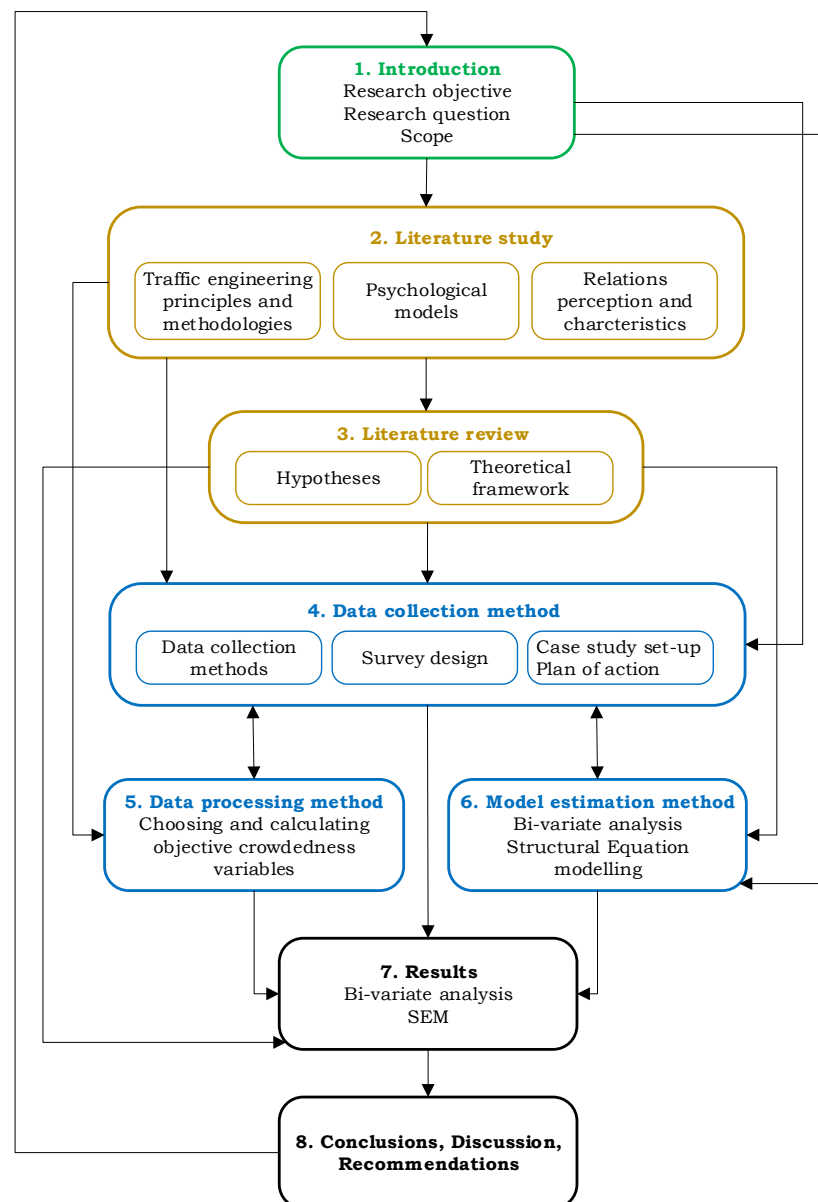 1. Introduction
Research objective
Research question
Scope
2. Literature study
Traffic engineering
principles and
methodologies
Psychological
models
Relations
perception and
charcteristics
3. Literature review
Hypotheses
Theoretical
framework
4. Data collection method
Data collection
methods
Survey design
Case study set-up
Plan of action
5. Data processing method
Choosing and calculating
objective crowdedness
variables
6. Model estimation method
Bi-variate analysis
Structural Equation
modelling
7. Results
Bi-variate analysis
SEM
8. Conclusions, Discussion,
Recommendations